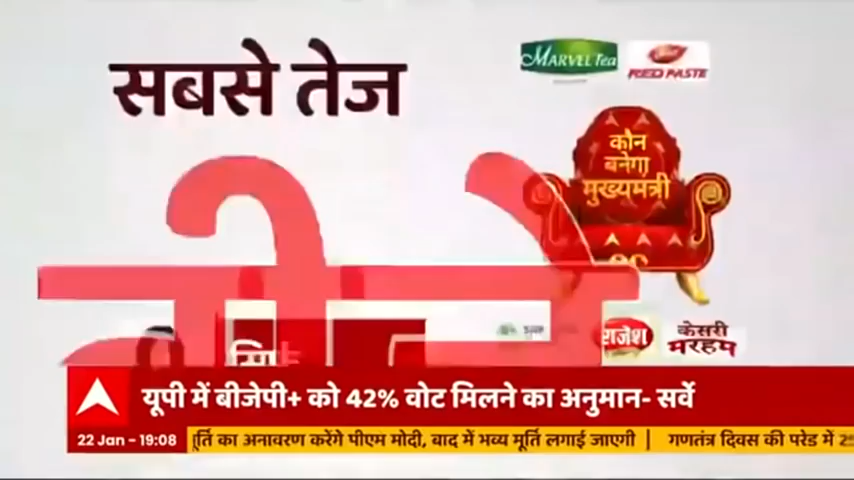 सबसे तेज
MARVEL Tea
RED PASTE
कौन
बनेगा
मुख्यमंत्री
राजेश
केसरी
मरहम
यूपी में बीजेपी+ को 42% वोट मिलने का अनुमान- सर्वे
22 Jan - 19:08
का अनावरण करेंगे पीएम मोदी, बाद में भव्य मूर्ति लगाई जाएगी | गणतंत्र दिवस की परेड में